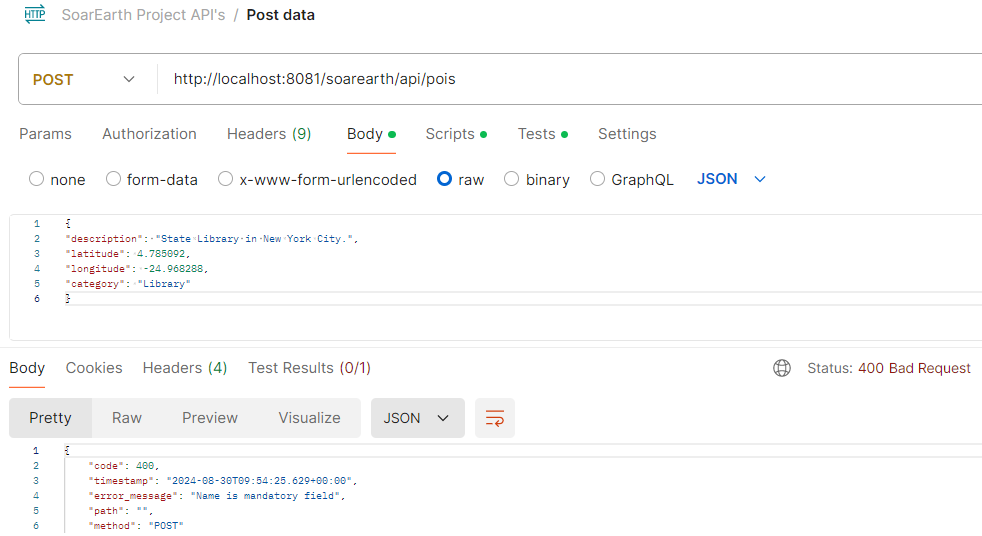 HTTP SoarEarth Project API's / Post data
POST http://localhost:8081/soarearth/api/pois
Params Authorization Headers (9) Body Scripts Tests Settings
none form-data x-www-form-urlencoded raw binary GraphQL JSON
1 {
2 "description": "State Library in New York City.",
3 "latitude": 4.785092,
4 "longitude": -24.968288,
5 "category": "Library"
6 }
Body Cookies Headers (4) Test Results (0/1) Status: 400 Bad Request
Pretty Raw Preview Visualize JSON
1 {
2 "code": 400,
3 "timestamp": "2024-08-30T09:54:25.629+00:00",
4 "error_message": "Name is mandatory field",
5 "path": "",
6 "method": "POST"